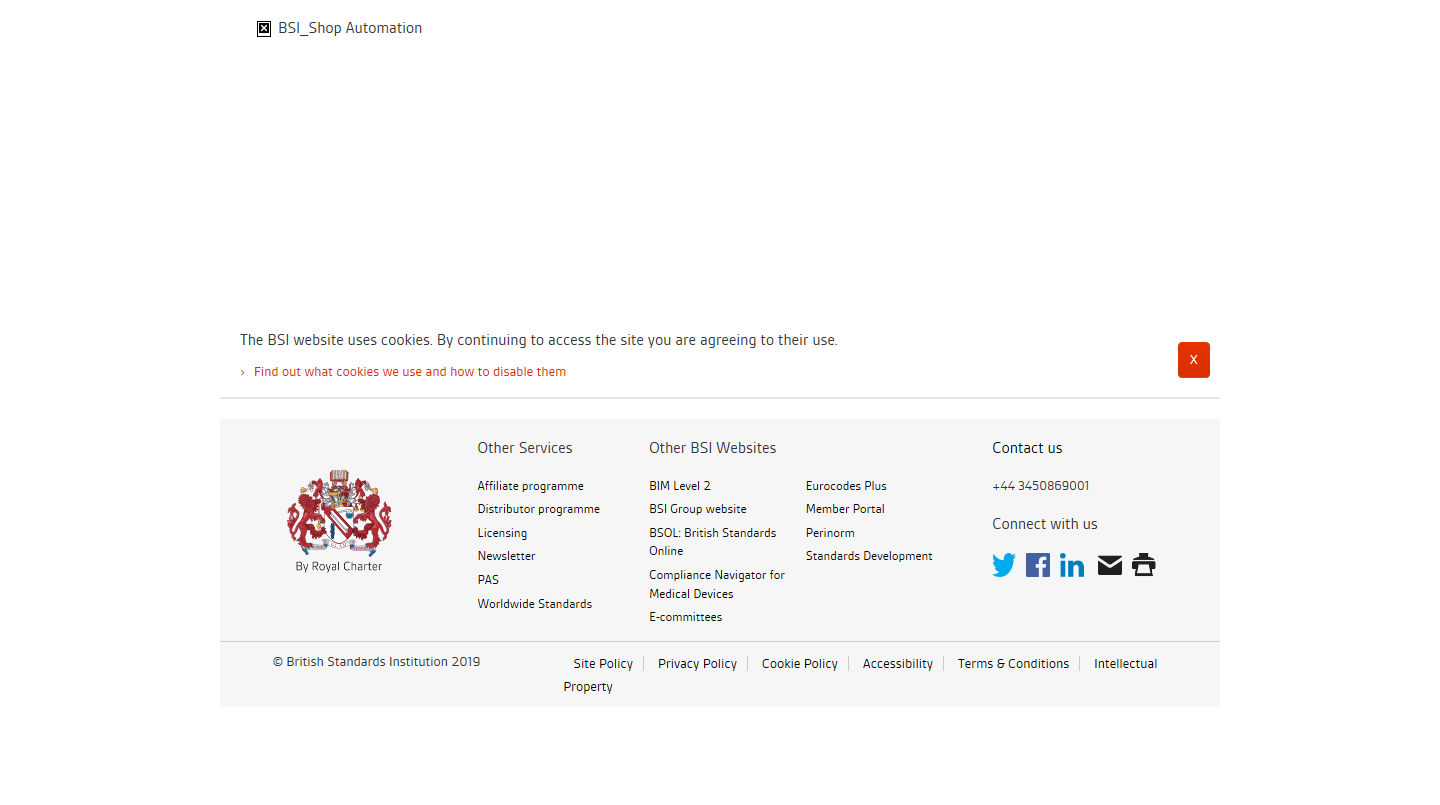 BSI_Shop Automation
The BSI website uses cookies. By continuing to access the site you are agreeing to their use.
› Find out what cookies we use and how to disable them
X
By Royal Charter
Other Services
Affiliate programme
Distributor programme
Licensing
Newsletter
PAS
Worldwide Standards
Other BSI Websites
BIM Level 2
BSI Group website
BSOL: British Standards
Online
Compliance Navigator for
Medical Devices
E-committees
Eurocodes Plus
Member Portal
Perinorm
Standards Development
Contact us
+44 3450869001
Connect with us
© British Standards Institution 2019
Site Policy
Privacy Policy
Cookie Policy
Accessibility
Terms & Conditions
Intellectual
Property